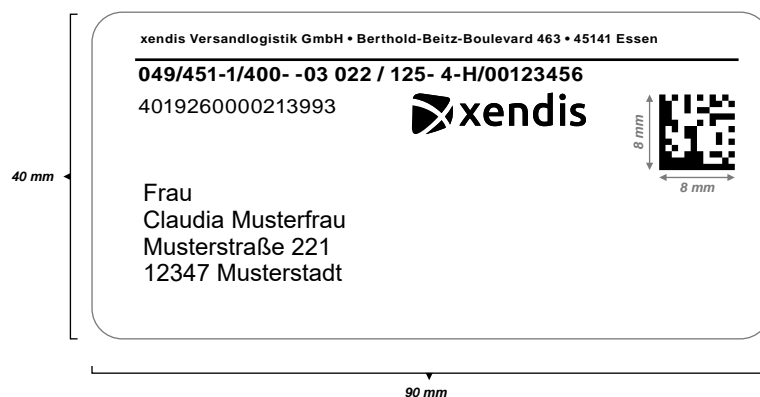 xendis Versandlogistik GmbH • Berthold-Beitz-Boulevard 463 • 45141 Essen
049/451-1/400- -03 022 / 125- 4-H/00123456
4019260000213993
xendis
8 mm
8 mm
40 mm
Frau
Claudia Musterfrau
Musterstraße 221
12347 Musterstadt
90 mm